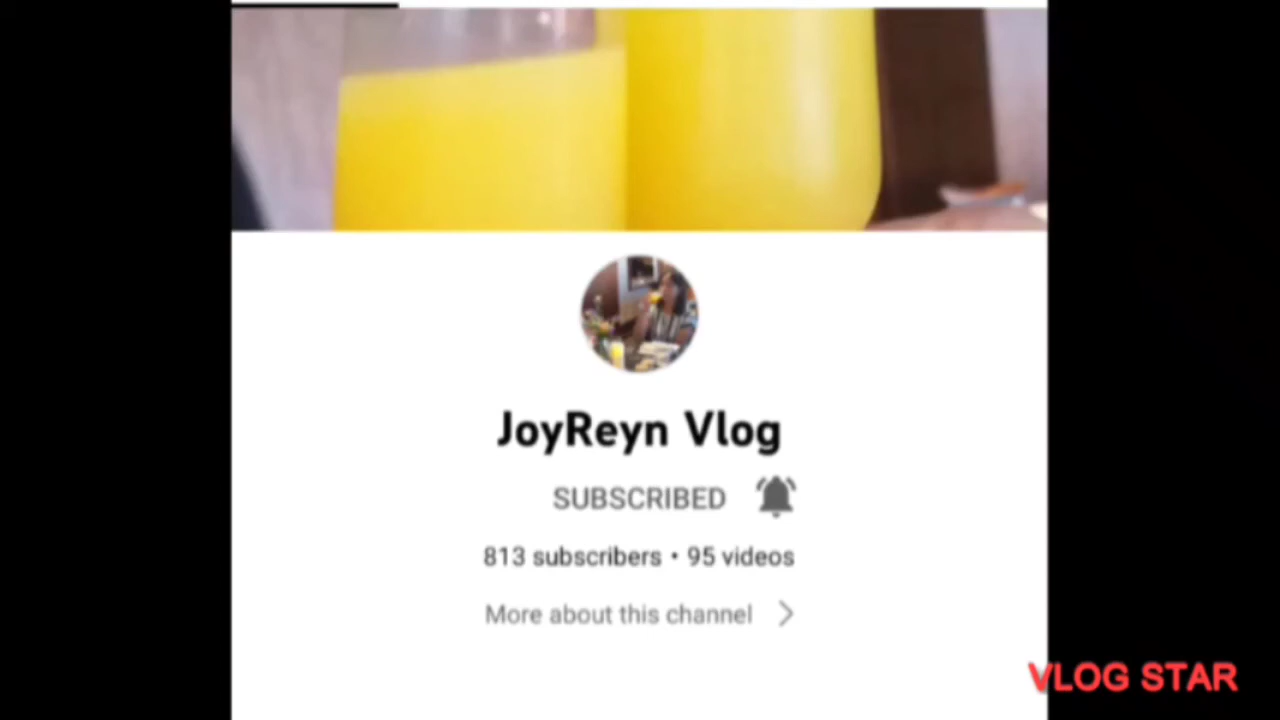 JoyReyn Vlog
SUBSCRIBED
813 subscribers • 95 videos
More about this channel
VLOG STAR